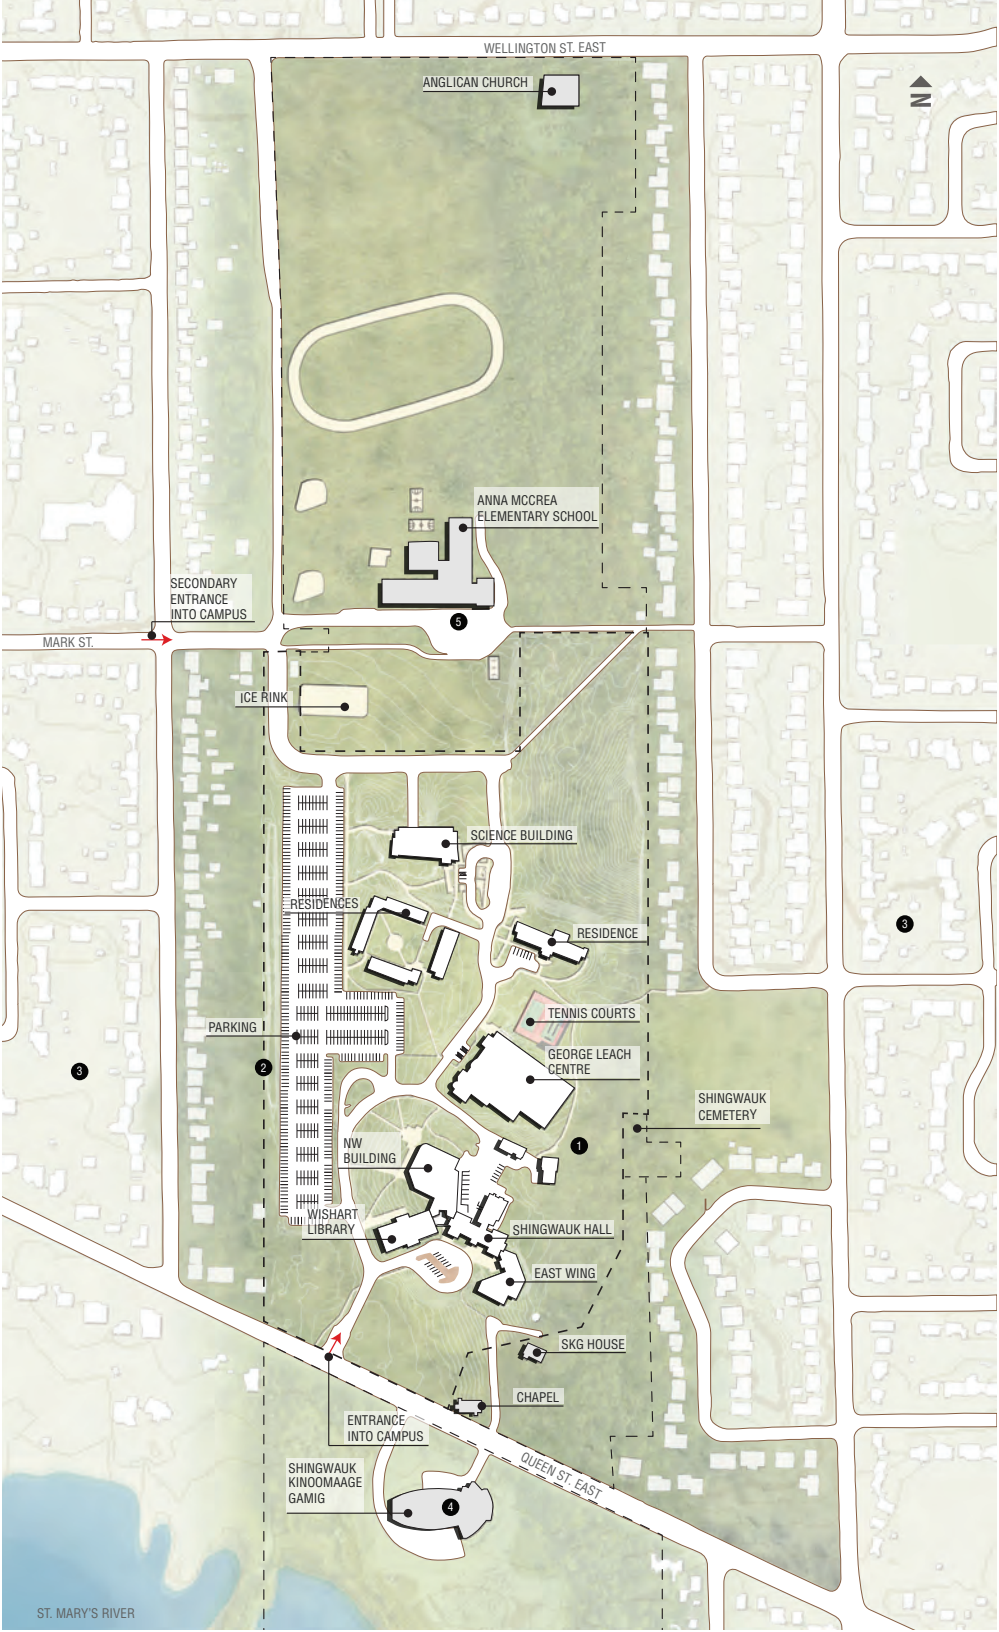 WELLINGTON ST. EAST
ANGLICAN CHURCH
N
ANNA MCCREA
ELEMENTARY SCHOOL
SECONDARY
ENTRANCE
INTO CAMPUS
5
MARK ST.
ICE RINK
SCIENCE BUILDING
RESIDENCES
3
RESIDENCE
TENNIS COURTS
PARKING
GEORGE LEACH
CENTRE
2
3
SHINGWAUK
CEMETERY
1
NW
BUILDING
WISHART
LIBRARY
SHINGWAUK HALL
EAST WING
SKG HOUSE
CHAPEL
ENTRANCE
INTO CAMPUS
QUEEN ST. EAST
SHINGWAUK
KINOOMAAGE
GAMIG
4
ST. MARY'S RIVER